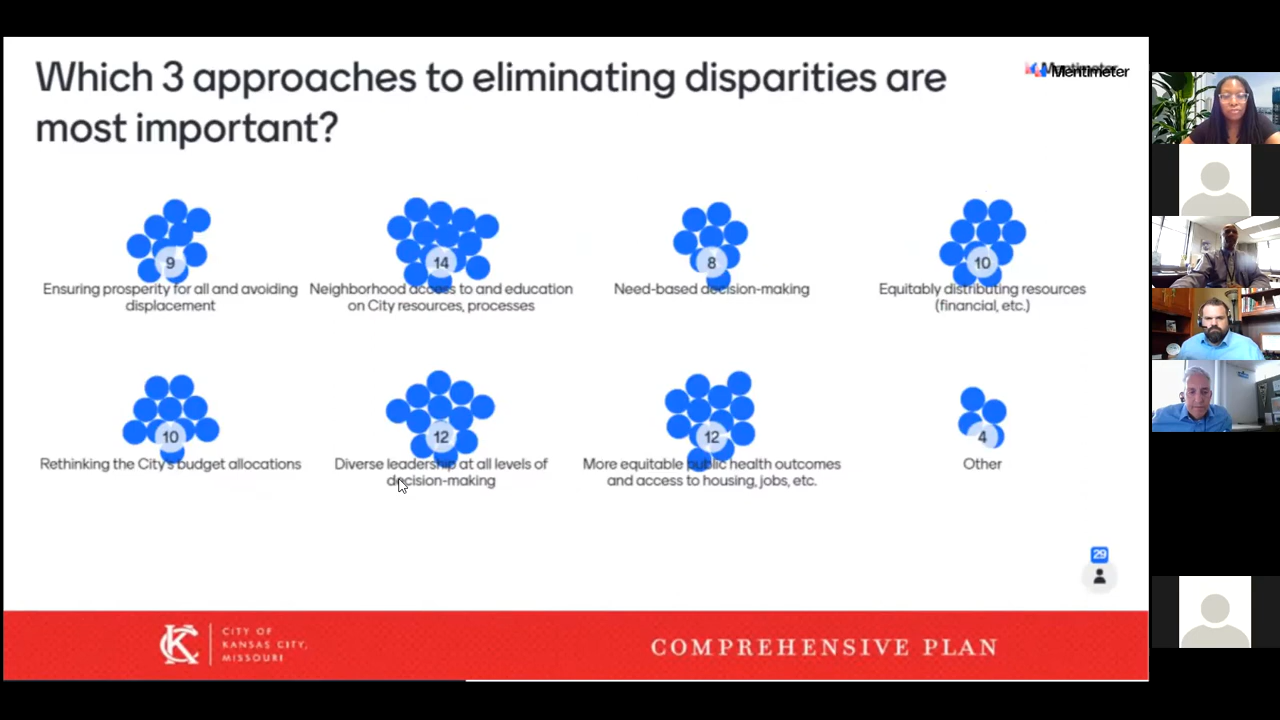 Which 3 approaches to eliminating disparities are
most important?
Mentimeter
9
Ensuring prosperity for all and avoiding
displacement
14
Neighborhood access to and education
on City resources, processes
8
Need-based decision-making
10
Equitably distributing resources
(financial, etc.)
10
Rethinking the City's budget allocations
12
Diverse leadership at all levels of
decision-making
12
More equitable public health outcomes
and access to housing, jobs, etc.
4
Other
29
KC
CITY OF
KANSAS CITY,
MISSOURI
COMPREHENSIVE PLAN